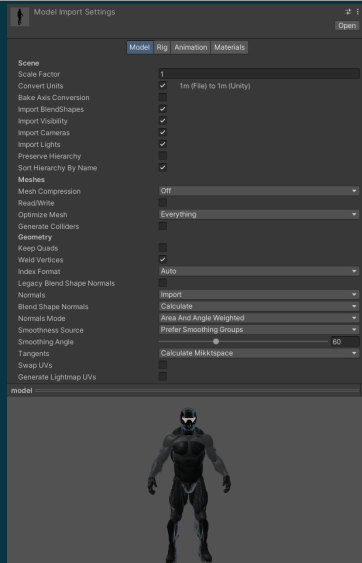 Model Import Settings
Open
Model Rig Animation Materials
Scene
Scale Factor 1
Convert Units 1m (File) to 1m (Unity)
Bake Axis Conversion
Import BlendShapes
Import Visibility
Import Cameras
Import Lights
Preserve Hierarchy
Sort Hierarchy By Name
Meshes
Mesh Compression Off
Read/Write
Optimize Mesh Everything
Generate Colliders
Geometry
Keep Quads
Weld Vertices
Index Format Auto
Legacy Blend Shape Normals
Normals Import
Blend Shape Normals Calculate
Normals Mode Area And Angle Weighted
Smoothness Source Prefer Smoothing Groups
Smoothing Angle 60
Tangents Calculate Mikktspace
Swap UVs
Generate Lightmap UVs
model